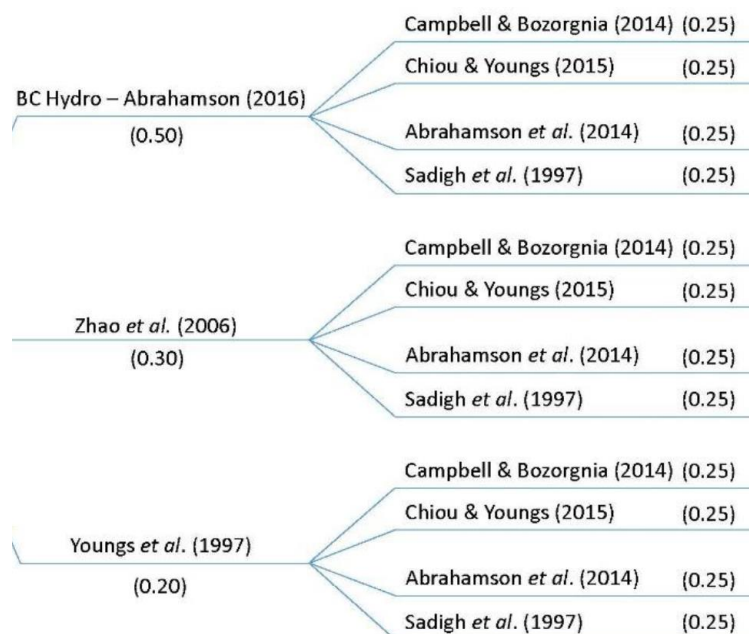 Campbell & Bozorgnia (2014) (0.25)
Chiou & Youngs (2015) (0.25)
BC Hydro – Abrahamson (2016)
(0.50)
Abrahamson et al. (2014) (0.25)
Sadigh et al. (1997) (0.25)
Campbell & Bozorgnia (2014) (0.25)
Chiou & Youngs (2015) (0.25)
Zhao et al. (2006)
(0.30)
Abrahamson et al. (2014) (0.25)
Sadigh et al. (1997) (0.25)
Campbell & Bozorgnia (2014) (0.25)
Chiou & Youngs (2015) (0.25)
Youngs et al. (1997)
(0.20)
Abrahamson et al. (2014) (0.25)
Sadigh et al. (1997) (0.25)